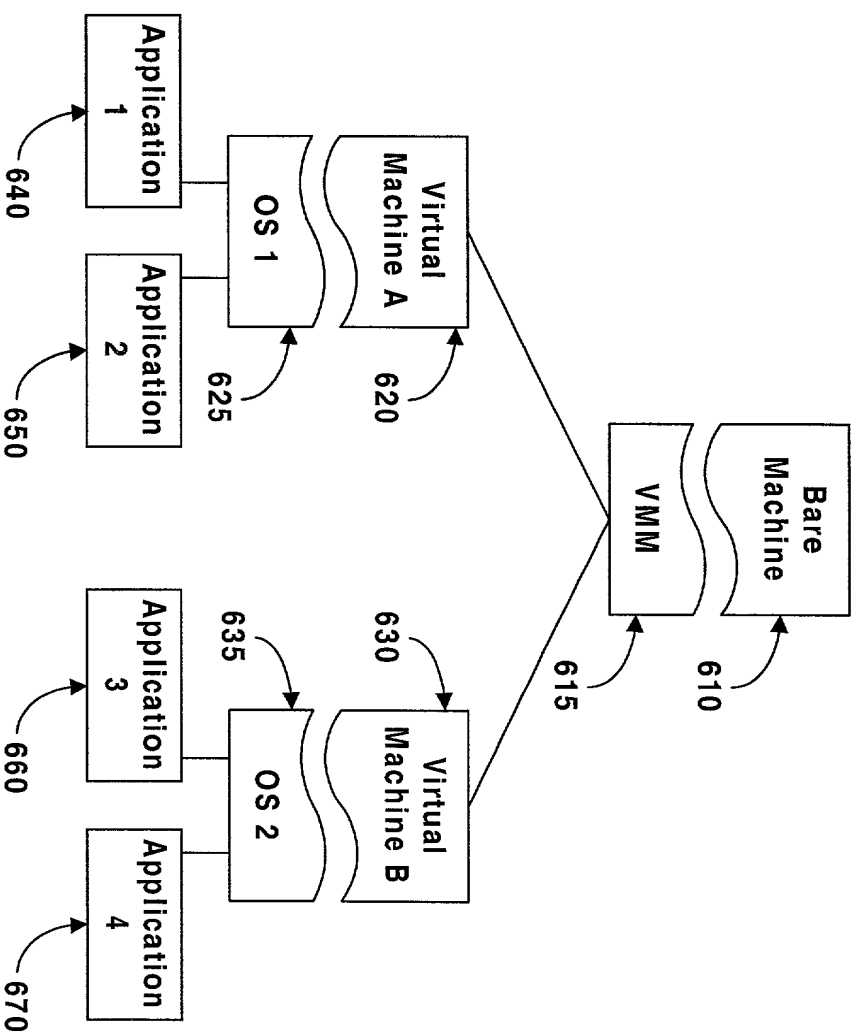 Bare
Machine
610
VMM
615
Virtual
Machine A
620
OS 1
625
Application
1
640
Application
2
650
Virtual
Machine B
630
OS 2
635
Application
3
660
Application
4
670